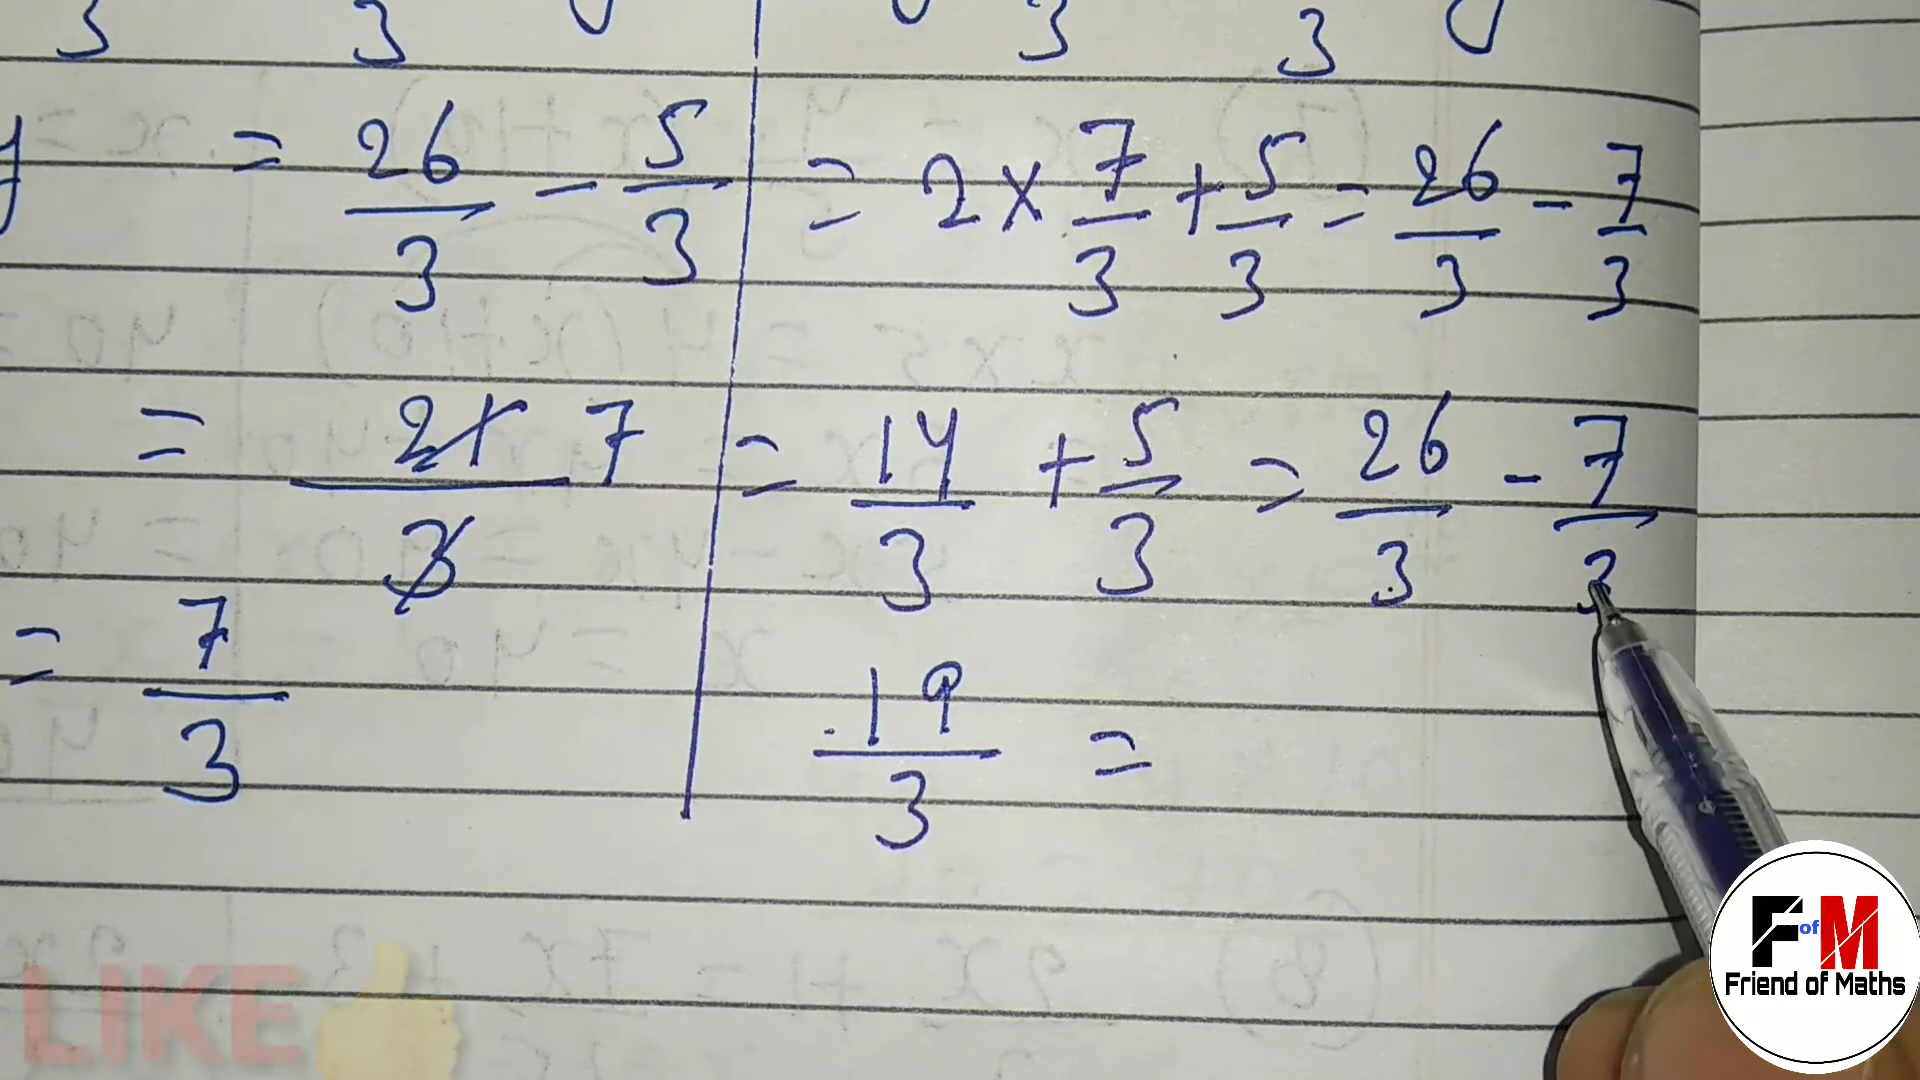 3 3 3 3
y = 26/3 - 5/3
= 21/3 7
= 7/3
= 2 × 7/3 + 5/3 = 26/3 - 7/3
= 14/3 + 5/3 = 26/3 - 7/3
19/3 =
LIKE
F of M
Friend of Maths